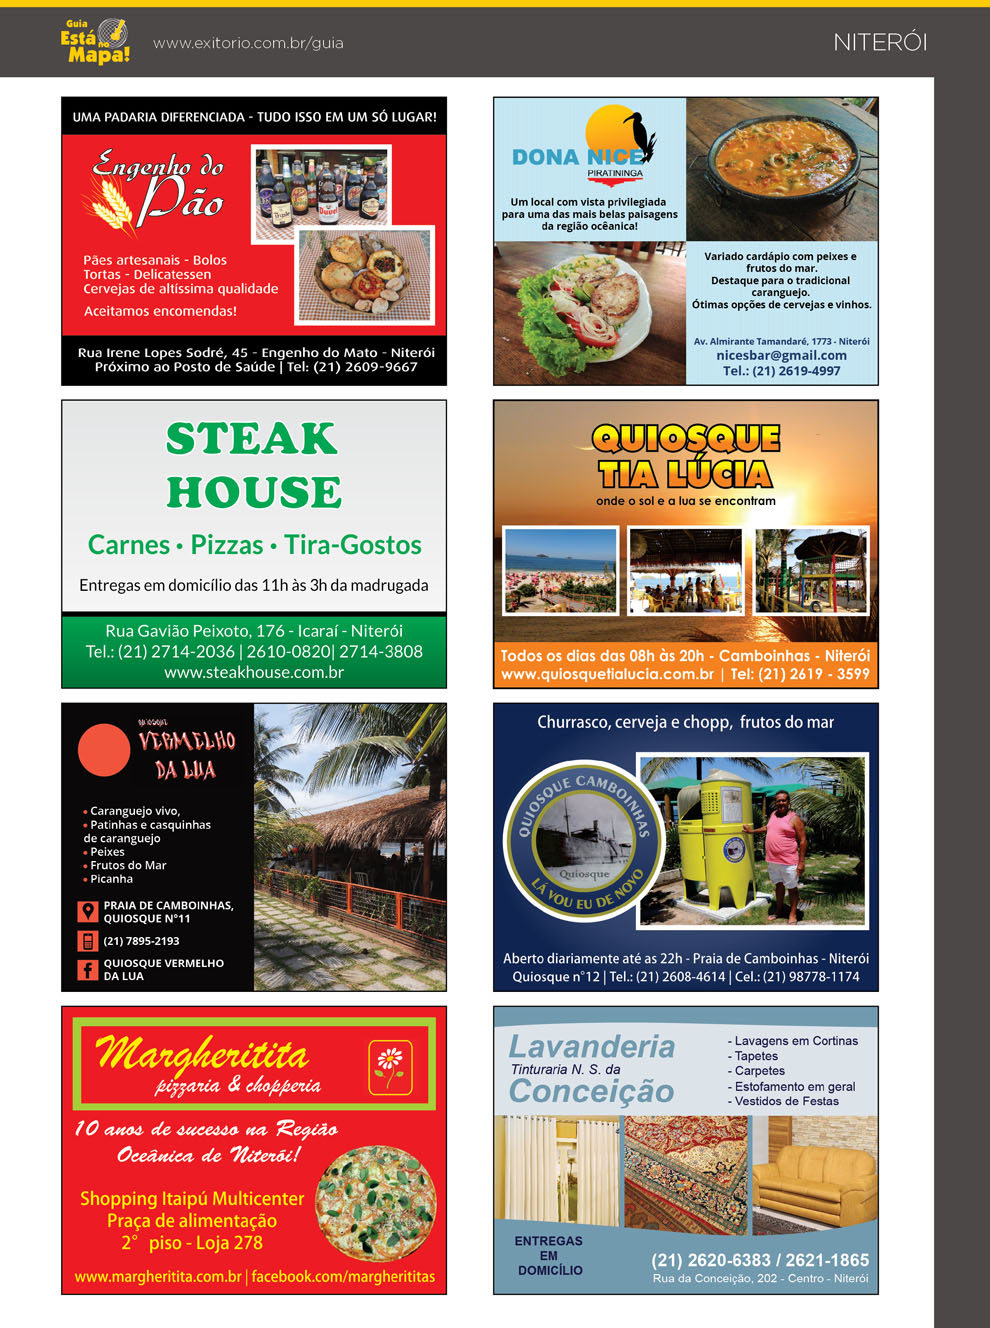 Guia
Está no
Mapa!
www.exitorio.com.br/guia
NITERÓI
UMA PADARIA DIFERENCIADA - TUDO ISSO EM UM SÓ LUGAR!
Engenho do
Pão
Pães artesanais - Bolos
Tortas - Delicatessen
Cervejas de altíssima qualidade
Aceitamos encomendas!
Rua Irene Lopes Sodré, 45 - Engenho do Mato - Niterói
Próximo ao Posto de Saúde | Tel: (21) 2609-9667
DONA NICE
PIRATININGA
Um local com vista privilegiada
para uma das mais belas paisagens
da região ocêanica!
Variado cardápio com peixes e
frutos do mar.
Destaque para o tradicional
caranguejo.
Ótimas opções de cervejas e vinhos.
Av. Almirante Tamandaré, 1773 - Niterói
nicesbar@gmail.com
Tel.: (21) 2619-4997
STEAK
HOUSE
Carnes • Pizzas • Tira-Gostos
Entregas em domicílio das 11h às 3h da madrugada
Rua Gavião Peixoto, 176 - Icaraí - Niterói
Tel.: (21) 2714-2036 | 2610-0820| 2714-3808
www.steakhouse.com.br
QUIOSQUE
TIA LÚCIA
onde o sol e a lua se encontram
Todos os dias das 08h às 20h - Camboinhas - Niterói
www.quiosquetialucia.com.br | Tel: (21) 2619 - 3599
QUIOSQUE
VERMELHO
DA LUA
• Caranguejo vivo,
• Patinhas e casquinhas
de caranguejo
• Peixes
• Frutos do Mar
• Picanha
PRAIA DE CAMBOINHAS,
QUIOSQUE N°11
(21) 7895-2193
QUIOSQUE VERMELHO
DA LUA
Churrasco, cerveja e chopp, frutos do mar
QUIOSQUE CAMBOINHAS
Quiosque
LÁ VOU EU DE NOVO
Aberto diariamente até as 22h - Praia de Camboinhas - Niterói
Quiosque n°12 | Tel.: (21) 2608-4614 | Cel.: (21) 98778-1174
Margheritita
pizzaria & chopperia
10 anos de sucesso na Região
Oceânica de Niterói!
Shopping Itaipú Multicenter
Praça de alimentação
2° piso - Loja 278
www.margheritita.com.br | facebook.com/margherititas
Lavanderia
Tinturaria N. S. da
Conceição
- Lavagens em Cortinas
- Tapetes
- Carpetes
- Estofamento em geral
- Vestidos de Festas
ENTREGAS
EM
DOMICÍLIO
(21) 2620-6383 / 2621-1865
Rua da Conceição, 202 - Centro - Niterói